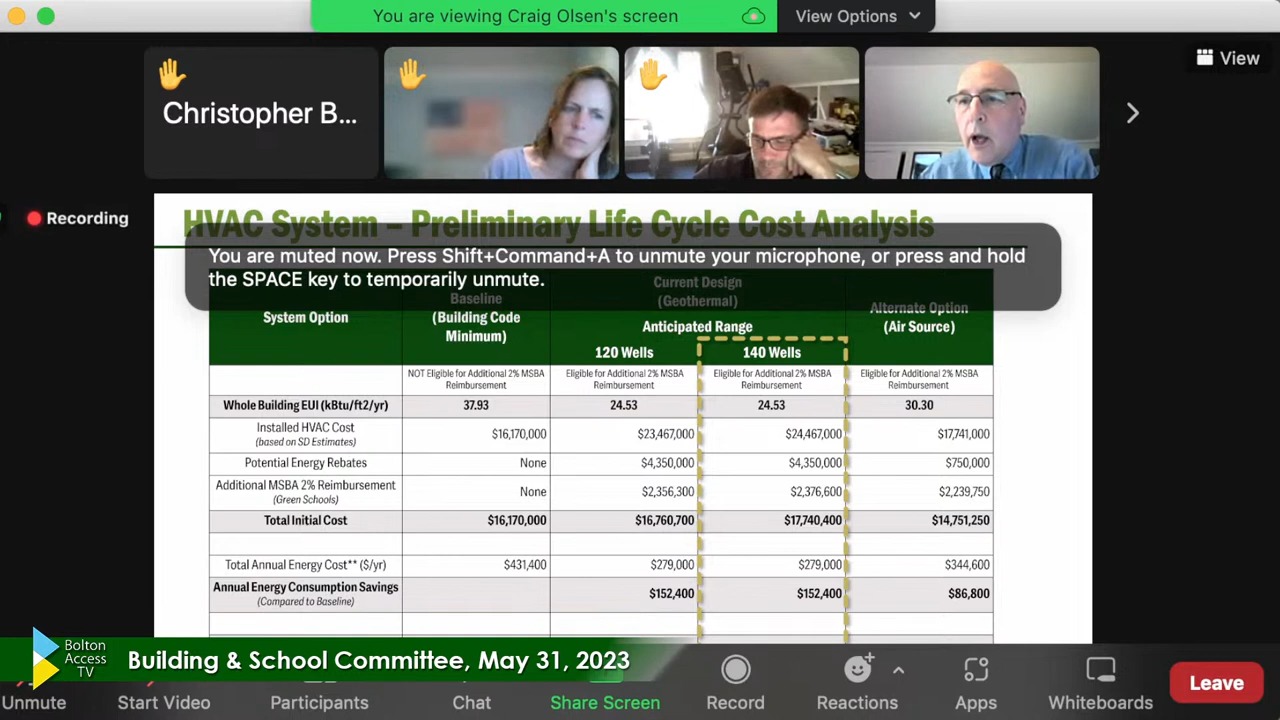 You are viewing Craig Olsen's screen
View Options
Christopher B...
View
Recording
HVAC System – Preliminary Life Cycle Cost Analysis
You are muted now. Press Shift+Command+A to unmute your microphone, or press and hold
the SPACE key to temporarily unmute.
System Option
Baseline
(Building Code
Minimum)
Current Design
(Geothermal)
Anticipated Range
120 Wells
140 Wells
Alternate Option
(Air Source)
NOT Eligible for Additional 2% MSBA
Reimbursement
Eligible for Additional 2% MSBA
Reimbursement
Eligible for Additional 2% MSBA
Reimbursement
Eligible for Additional 2% MSBA
Reimbursement
Whole Building EUI (kBtu/ft2/yr) 37.93 24.53 24.53 30.30
Installed HVAC Cost
(based on SD Estimates)
$16,170,000 $23,467,000 $24,467,000 $17,741,000
Potential Energy Rebates None $4,350,000 $4,350,000 $750,000
Additional MSBA 2% Reimbursement
(Green Schools)
None $2,356,300 $2,376,600 $2,239,750
Total Initial Cost $16,170,000 $16,760,700 $17,740,400 $14,751,250
Total Annual Energy Cost** ($/yr) $431,400 $279,000 $279,000 $344,600
Annual Energy Consumption Savings
(Compared to Baseline)
$152,400 $152,400 $86,800
Bolton
Access
TV
Building & School Committee, May 31, 2023
Unmute
Start Video
Participants
Chat
Share Screen
Record
Reactions
Apps
Whiteboards
Leave